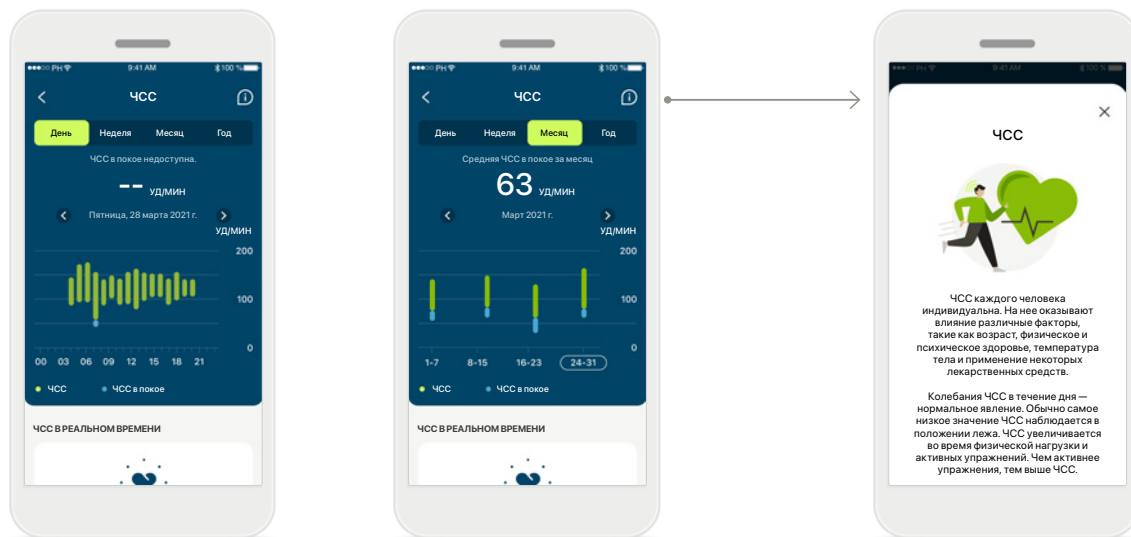 PH 9:41 AM 100 %
ЧСС
День Неделя Месяц Год
ЧСС в покое недоступна.
-- УД/МИН
Пятница, 28 марта 2021 г.
УД/МИН
200
100
0
00 03 06 09 12 15 18 21
ЧСС ЧСС в покое
ЧСС В РЕАЛЬНОМ ВРЕМЕНИ
PH 9:41 AM 100 %
ЧСС
День Неделя Месяц Год
Средняя ЧСС в покое за месяц
63 УД/МИН
Март 2021 г.
УД/МИН
200
100
0
1-7 8-15 16-23 24-31
ЧСС ЧСС в покое
ЧСС В РЕАЛЬНОМ ВРЕМЕНИ
PH 9:41 AM 100 %
ЧСС
ЧСС каждого человека
индивидуальна. На нее оказывают
влияние различные факторы,
такие как возраст, физическое и
психическое здоровье, температура
тела и применение некоторых
лекарственных средств.
Колебания ЧСС в течение дня —
нормальное явление. Обычно самое
низкое значение ЧСС наблюдается в
положении лежа. ЧСС увеличивается
во время физической нагрузки и
активных упражнений. Чем активнее
упражнения, тем выше ЧСС.